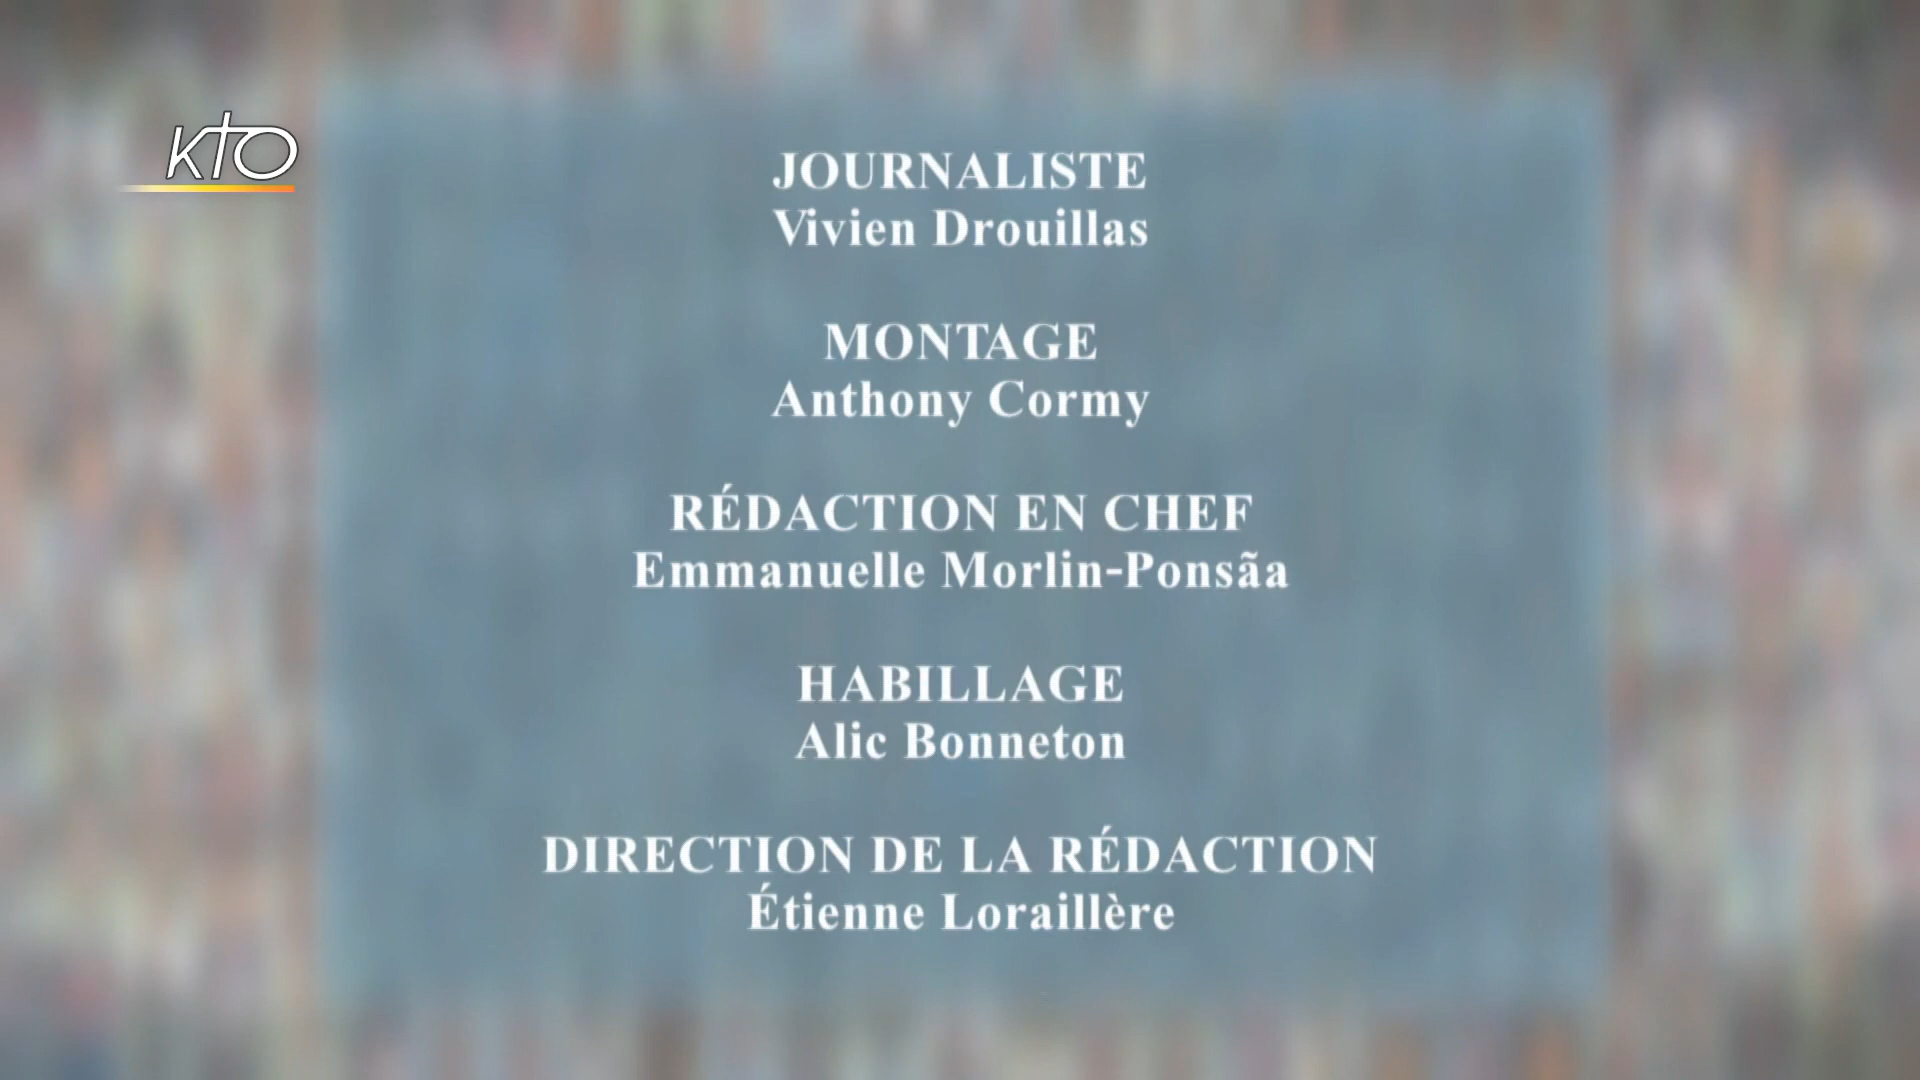 KTO
JOURNALISTE
Vivien Drouillas
MONTAGE
Anthony Cormy
RÉDACTION EN CHEF
Emmanuelle Morlin-Ponsãa
HABILLAGE
Alic Bonneton
DIRECTION DE LA RÉDACTION
Étienne Loraillère